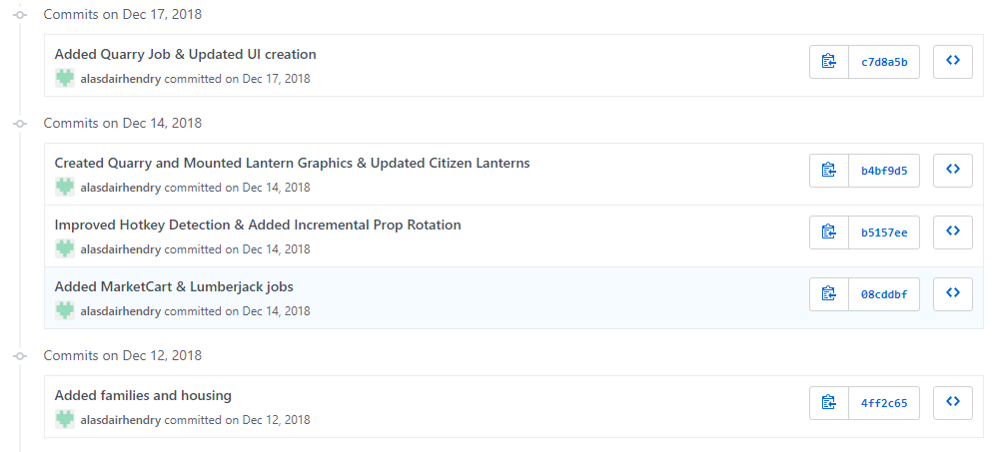 Commits on Dec 17, 2018
Added Quarry Job & Updated UI creation
alasdairhendry committed on Dec 17, 2018
c7d8a5b
Commits on Dec 14, 2018
Created Quarry and Mounted Lantern Graphics & Updated Citizen Lanterns
alasdairhendry committed on Dec 14, 2018
b4bf9d5
Improved Hotkey Detection & Added Incremental Prop Rotation
alasdairhendry committed on Dec 14, 2018
b5157ee
Added MarketCart & Lumberjack jobs
alasdairhendry committed on Dec 14, 2018
08cddbf
Commits on Dec 12, 2018
Added families and housing
alasdairhendry committed on Dec 12, 2018
4ff2c65